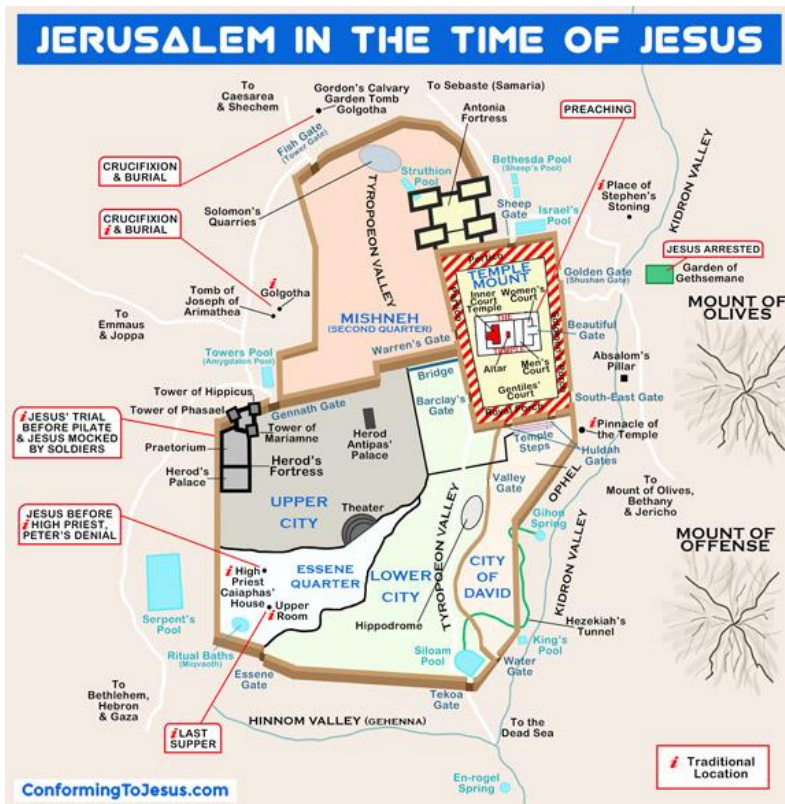 JERUSALEM IN THE TIME OF JESUS
To
Caesarea
& Shechem
Gordon's Calvary
Garden Tomb
Golgotha
To Sebaste (Samaria)
Antonia
Fortress
PREACHING
Fish Gate
(Tower Gate)
CRUCIFIXION
& BURIAL
Struthion
Pool
Bethesda Pool
(Sheep's Pool)
i Place of
Stephen's
Stoning
KIDRON VALLEY
Solomon's
Quarries
TYROPOEON VALLEY
Sheep
Gate
Israel's
Pool
CRUCIFIXION
i & BURIAL
JESUS ARRESTED
Garden of
Gethsemane
Portico
TEMPLE
MOUNT
Golden Gate
(Shushan Gate)
i
Golgotha
Tomb of
Joseph of
Arimathea
Inner
Court
Temple
Women's
Court
THE
TEMPLE
Portico
MOUNT OF
OLIVES
To
Emmaus
& Joppa
MISHNEH
(SECOND QUARTER)
Beautiful
Gate
Warren's Gate
Altar
Men's
Court
Absalom's
Pillar
Towers Pool
(Amygdalon Pool)
Bridge
Gentiles'
Court
South-East Gate
Tower of Hippicus
Tower of Phasael
Gennath Gate
Barclay's
Gate
Royal Porch
i JESUS' TRIAL
BEFORE PILATE
& JESUS MOCKED
BY SOLDIERS
Tower of
Mariamne
Herod
Antipas'
Palace
Temple
Steps
Huldah
Gates
i Pinnacle of
the Temple
Praetorium
Herod's
Palace
Herod's
Fortress
Valley
Gate
OPHEL
To
Mount of Olives,
Bethany
& Jericho
UPPER
CITY
Theater
TYROPOEON VALLEY
Gihon
Spring
JESUS BEFORE
i HIGH PRIEST,
PETER'S DENIAL
MOUNT OF
OFFENSE
KIDRON VALLEY
ESSENE
QUARTER
LOWER
CITY
CITY
OF
DAVID
i High
Priest
Caiaphas'
House
i Upper
Room
Hippodrome
Hezekiah's
Tunnel
Serpent's
Pool
Siloam
Pool
King's
Pool
Ritual Baths
(Miqvaoth)
Essene
Gate
Water
Gate
Tekoa
Gate
To
Bethlehem,
Hebron
& Gaza
HINNOM VALLEY (GEHENNA)
To the
Dead Sea
i LAST
SUPPER
En-rogel
Spring
i Traditional
Location
ConformingToJesus.com